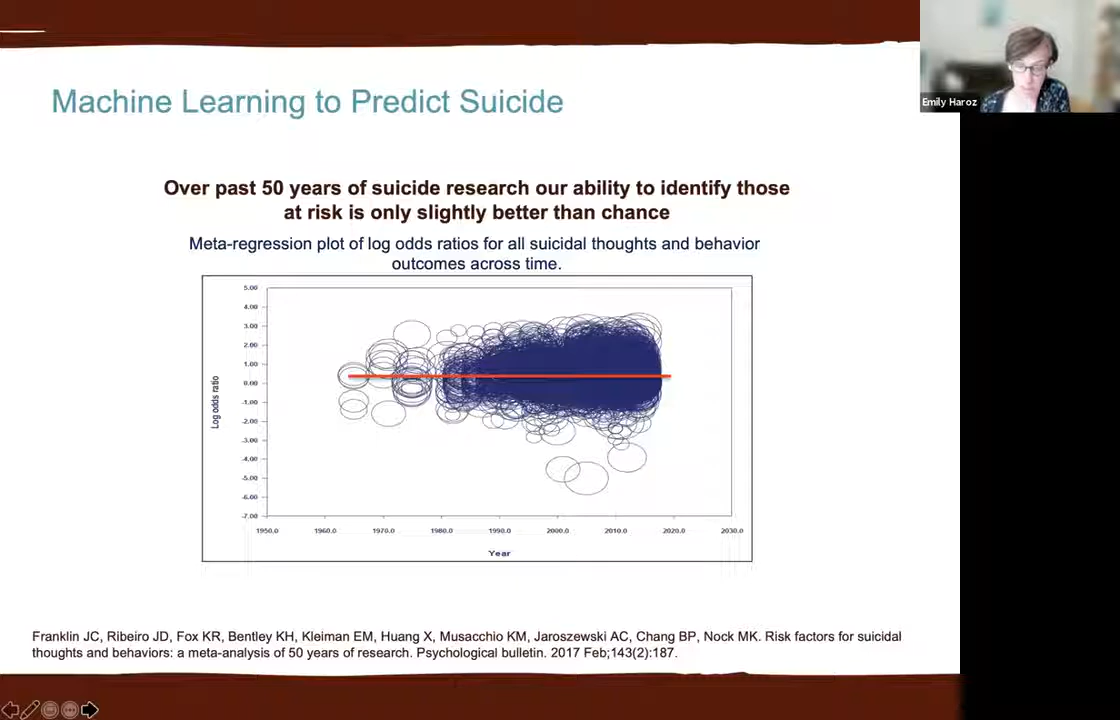 Machine Learning to Predict Suicide
Emily Haroz
Over past 50 years of suicide research our ability to identify those
at risk is only slightly better than chance
Meta-regression plot of log odds ratios for all suicidal thoughts and behavior
outcomes across time.
5.00
4.00
3.00
2.00
1.00
0.00
-1.00
-2.00
-3.00
-4.00
-5.00
-6.00
-7.00
Log odds ratio
1950.0 1960.0 1970.0 1980.0 1990.0 2000.0 2010.0 2020.0 2030.0
Year
Franklin JC, Ribeiro JD, Fox KR, Bentley KH, Kleiman EM, Huang X, Musacchio KM, Jaroszewski AC, Chang BP, Nock MK. Risk factors for suicidal
thoughts and behaviors: a meta-analysis of 50 years of research. Psychological bulletin. 2017 Feb;143(2):187.